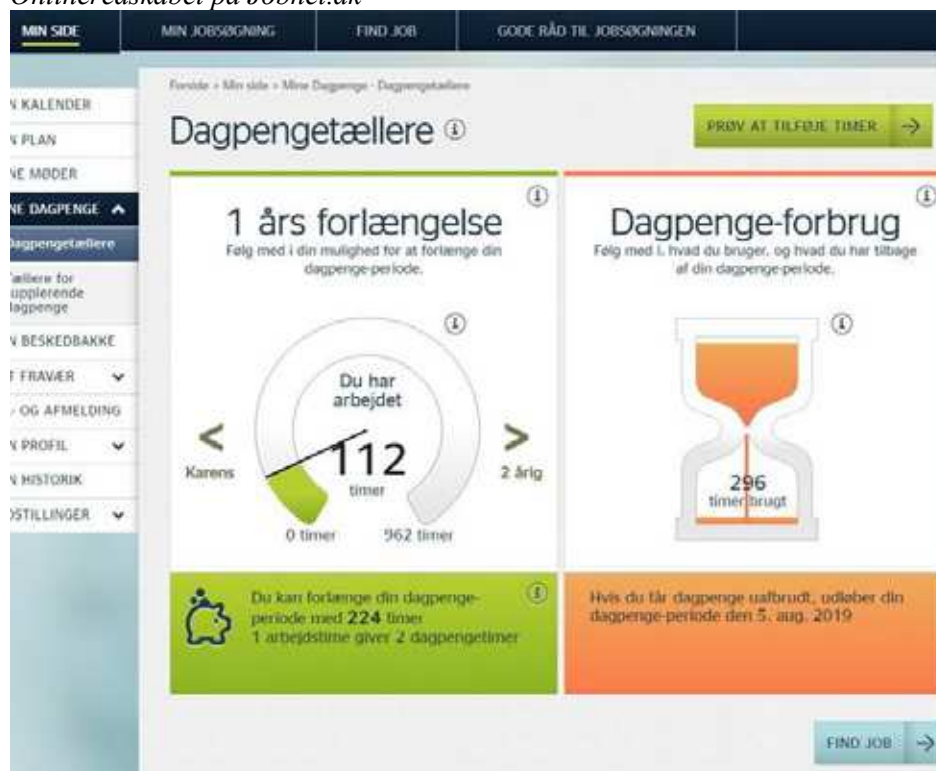 Onlineredskabet på Jobnet.dk
MIN SIDE
MIN JOBSØGNING
FIND JOB
GODE RÅD TIL JOBSØGNINGEN
Forside » Min side » Mine Dagpenge - Dagpengetællere
N KALENDER
N PLAN
NE MØDER
NE DAGPENGE
Dagpengetællere
Tællere for
upplerende
dagpenge
N BESKEDBAKKE
T FRAVÆR
- OG AFMELDING
N PROFIL
N HISTORIK
DSTILLINGER
Dagpengetællere
PRØV AT TILFØJE TIMER
1 års forlængelse
Følg med i din mulighed for at forlænge din
dagpenge-periode.
Du har
arbejdet
112
timer
<
Karens
>
2 årig
0 timer
962 timer
Du kan forlænge din dagpenge-
periode med 224 timer
1 arbejdstime giver 2 dagpengetimer
Dagpenge-forbrug
Følg med i, hvad du bruger, og hvad du har tilbage
af din dagpenge-periode.
296
timer brugt
Hvis du får dagpenge uafbrudt, udløber din
dagpenge-periode den 5. aug. 2019
FIND JOB